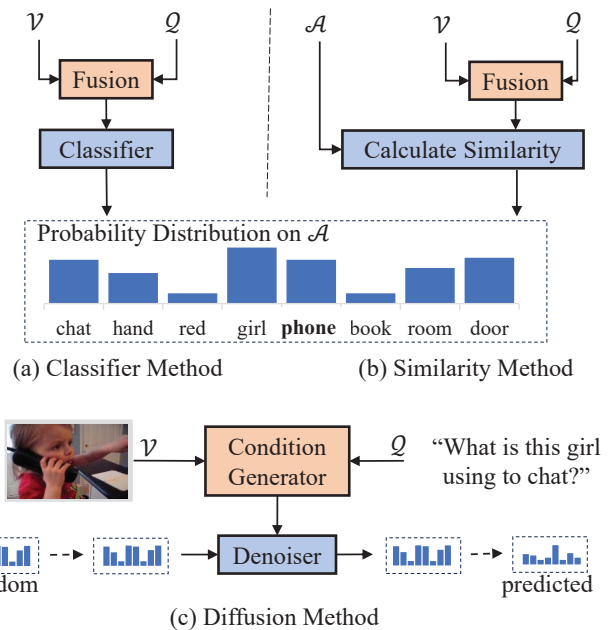 𝒱 𝒬
Fusion
Classifier
𝒜 𝒱 𝒬
Fusion
Calculate Similarity
Probability Distribution on 𝒜
chat hand red girl phone book room door
(a) Classifier Method
(b) Similarity Method
𝒱
Condition
Generator
𝒬
“What is this girl
using to chat?”
Denoiser
dom
predicted
(c) Diffusion Method